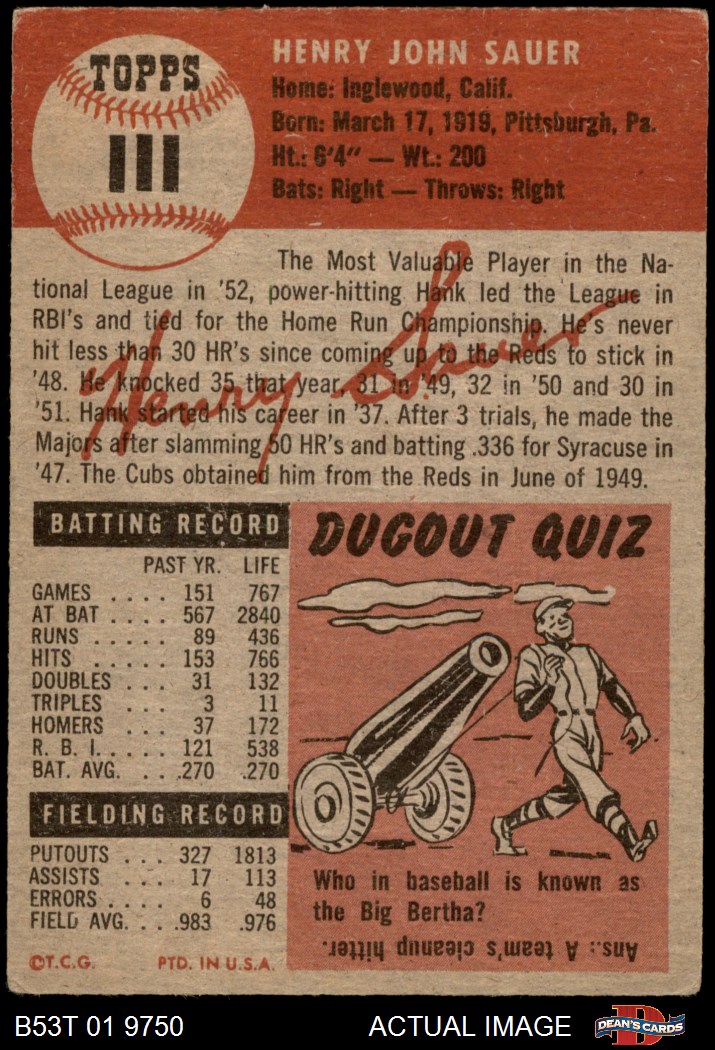 TOPPS
111
HENRY JOHN SAUER
Home: Inglewood, Calif.
Born: March 17, 1919, Pittsburgh, Pa.
Ht.: 6'4" — Wt.: 200
Bats: Right — Throws: Right
The Most Valuable Player in the Na-
tional League in '52, power-hitting Hank led the League in
RBI's and tied for the Home Run Championship. He's never
hit less than 30 HR's since coming up to the Reds to stick in
'48. He knocked 35 that year, 31 in '49, 32 in '50 and 30 in
'51. Hank started his career in '37. After 3 trials, he made the
Majors after slamming 50 HR's and batting .336 for Syracuse in
'47. The Cubs obtained him from the Reds in June of 1949.
Henry Sauer
BATTING RECORD
PAST YR. LIFE
GAMES .... 151 767
AT BAT .... 567 2840
RUNS .... 89 436
HITS ..... 153 766
DOUBLES ... 31 132
TRIPLES ... 3 11
HOMERS ... 37 172
R. B. I. .... 121 538
BAT. AVG. ... .270 .270
FIELDING RECORD
PUTOUTS ... 327 1813
ASSISTS .... 17 113
ERRORS .... 6 48
FIELD AVG. ... .983 .976
©T.C.G. PTD. IN U.S.A.
DUGOUT QUIZ
Who in baseball is known as
the Big Bertha?
Ans.: A team's cleanup hitter.
B53T 01 9750
ACTUAL IMAGE
D
DEAN'S CARDS